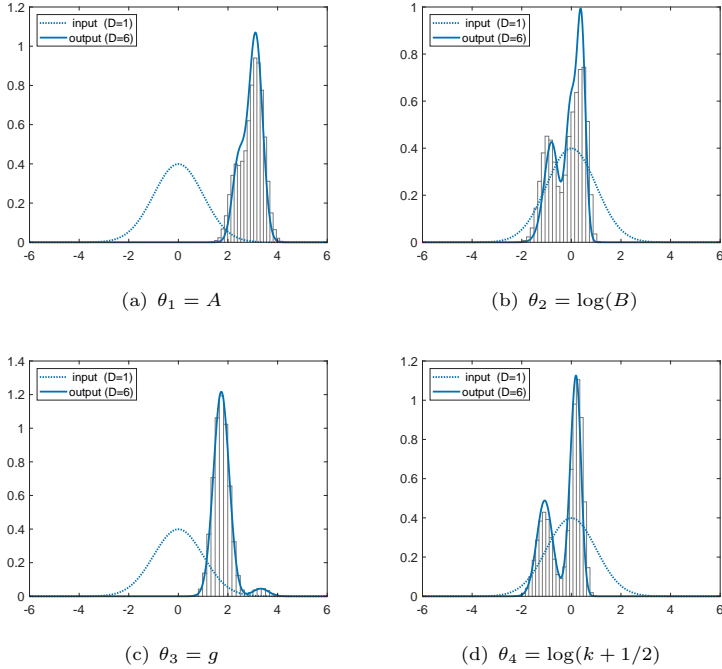 1.2
1
0.8
0.6
0.4
0.2
0
-6 -4 -2 0 2 4 6
input (D=1)
output (D=6)
(a) θ₁ = A
1
0.8
0.6
0.4
0.2
0
-6 -4 -2 0 2 4 6
input (D=1)
output (D=6)
(b) θ₂ = log(B)
1.4
1.2
1
0.8
0.6
0.4
0.2
0
-6 -4 -2 0 2 4 6
input (D=1)
output (D=6)
(c) θ₃ = g
1.2
1
0.8
0.6
0.4
0.2
0
-6 -4 -2 0 2 4 6
input (D=1)
output (D=6)
(d) θ₄ = log(k + 1/2)